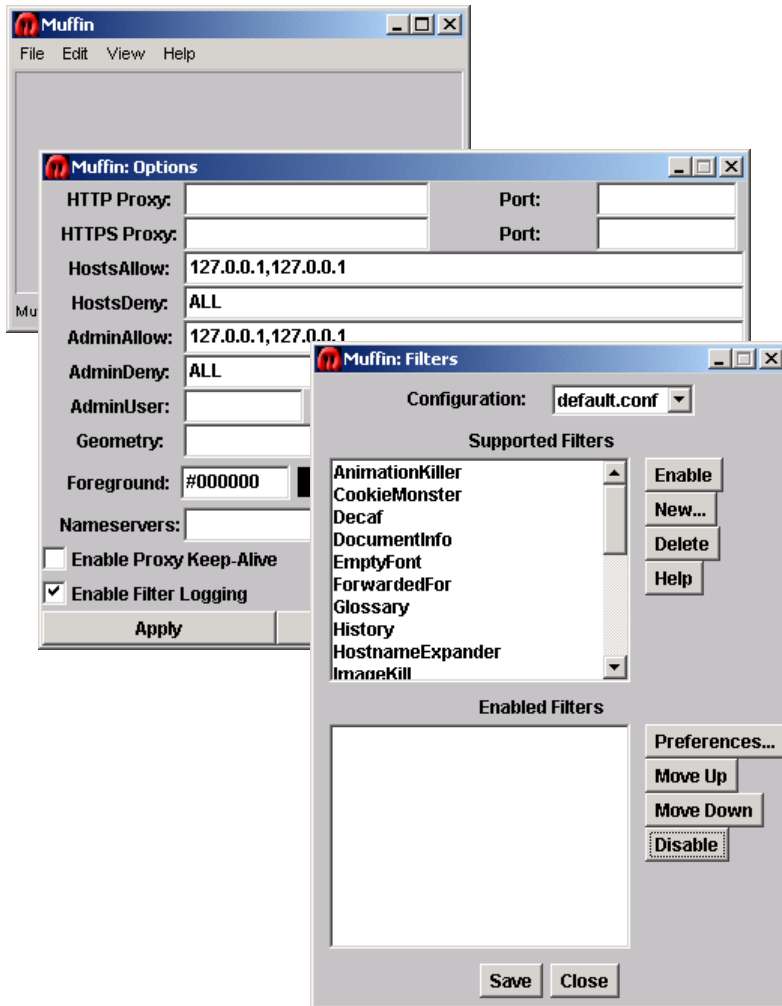 Muffin
File Edit View Help
Muffin: Options
HTTP Proxy: Port:
HTTPS Proxy: Port:
HostsAllow: 127.0.0.1,127.0.0.1
HostsDeny: ALL
AdminAllow: 127.0.0.1,127.0.0.1
AdminDeny: ALL
AdminUser:
Geometry:
Foreground: #000000
Nameservers:
Enable Proxy Keep-Alive
Enable Filter Logging
Apply
Muffin: Filters
Configuration: default.conf
Supported Filters
AnimationKiller
CookieMonster
Decaf
DocumentInfo
EmptyFont
ForwardedFor
Glossary
History
HostnameExpander
ImageKill
Enable
New...
Delete
Help
Enabled Filters
Preferences...
Move Up
Move Down
Disable
Save Close